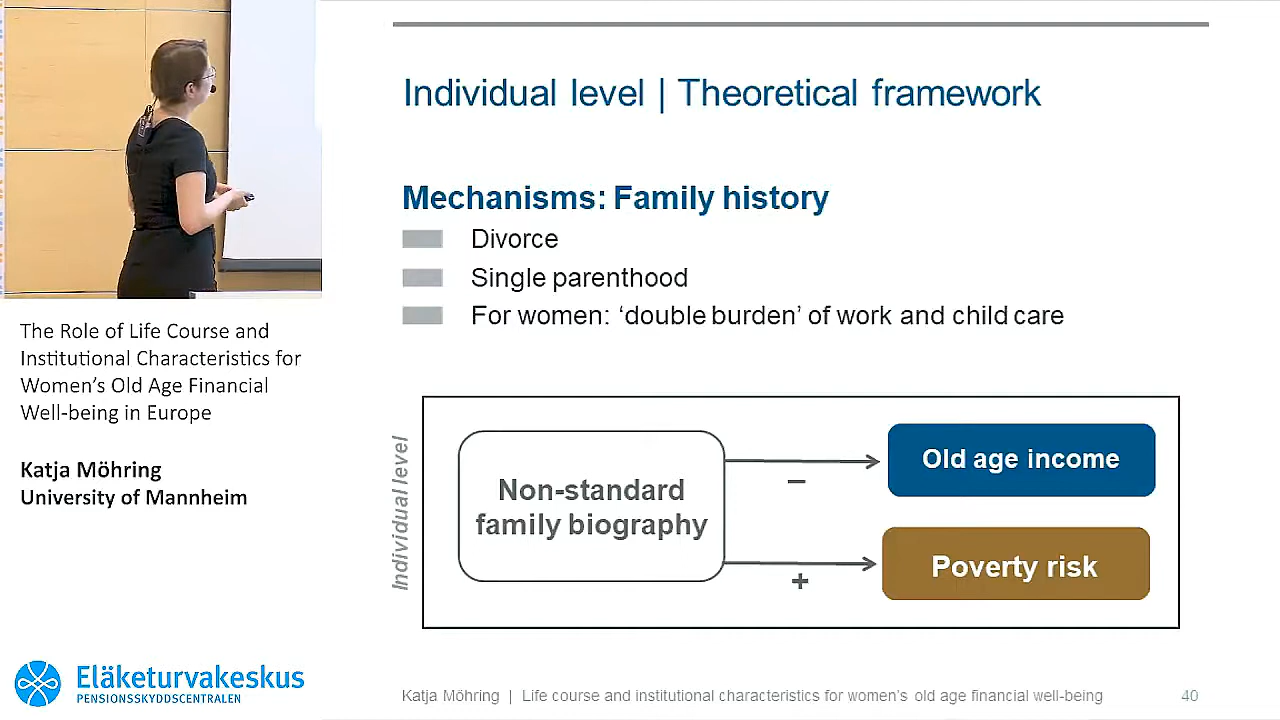 Individual level | Theoretical framework
Mechanisms: Family history
Divorce
Single parenthood
For women: ‘double burden’ of work and child care
Individual level
Non-standard
family biography
–
+
Old age income
Poverty risk
The Role of Life Course and
Institutional Characteristics for
Women’s Old Age Financial
Well-being in Europe
Katja Möhring
University of Mannheim
Eläketurvakeskus
PENSIONSSKYDDSCENTRALEN
Katja Möhring | Life course and institutional characteristics for women’s old age financial well-being 40